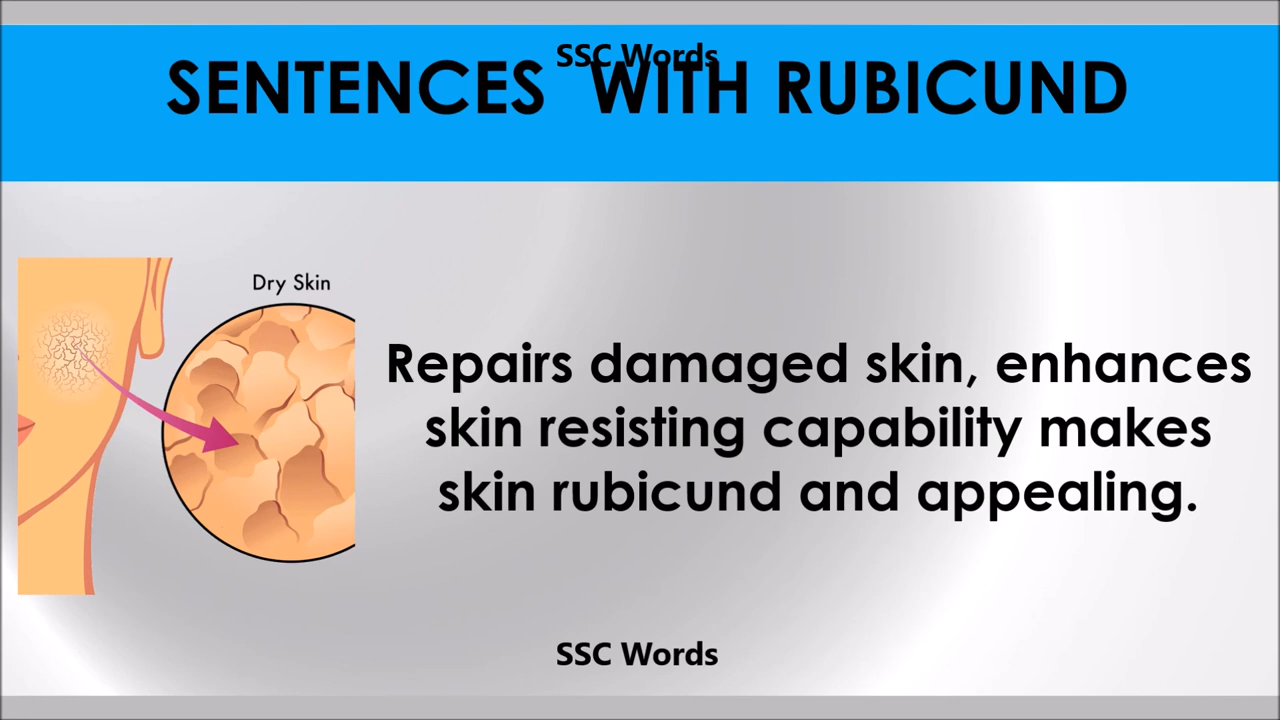 SSC Words
SENTENCES WITH RUBICUND
Dry Skin
Repairs damaged skin, enhances
skin resisting capability makes
skin rubicund and appealing.
SSC Words